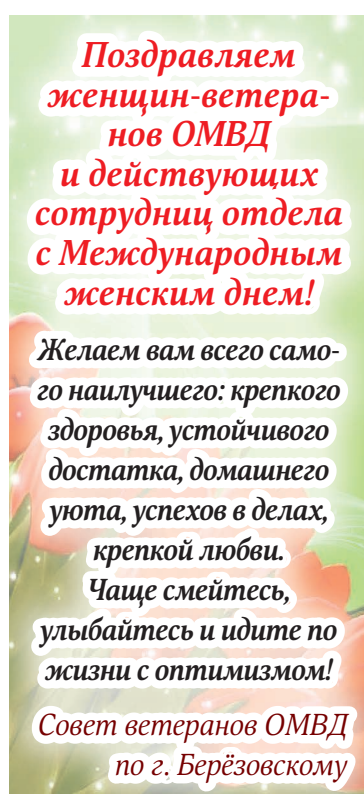 Поздравляем
женщин-ветера-
нов ОМВД
и действующих
сотрудниц отдела
с Международным
женским днем!
Желаем вам всего само-
го наилучшего: крепкого
здоровья, устойчивого
достатка, домашнего
уюта, успехов в делах,
крепкой любви.
Чаще смейтесь,
улыбайтесь и идите по
жизни с оптимизмом!
Совет ветеранов ОМВД
по г. Берёзовскому